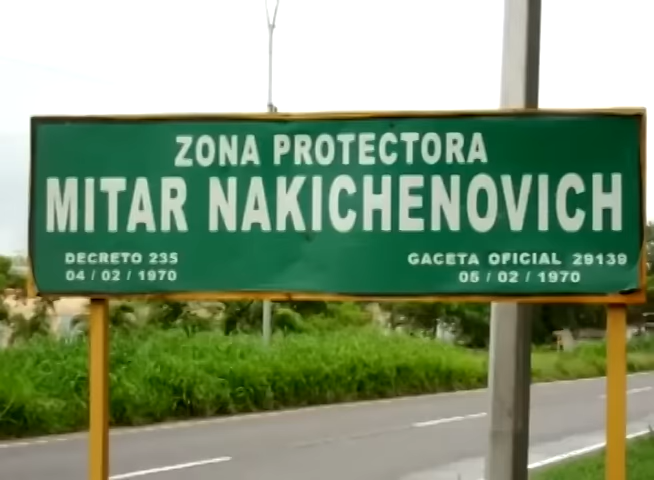 ZONA PROTECTORA
MITAR NAKICHENOVICH
DECRETO 235
04 / 02 / 1970
GACETA OFICIAL 29139
05 / 02 / 1970